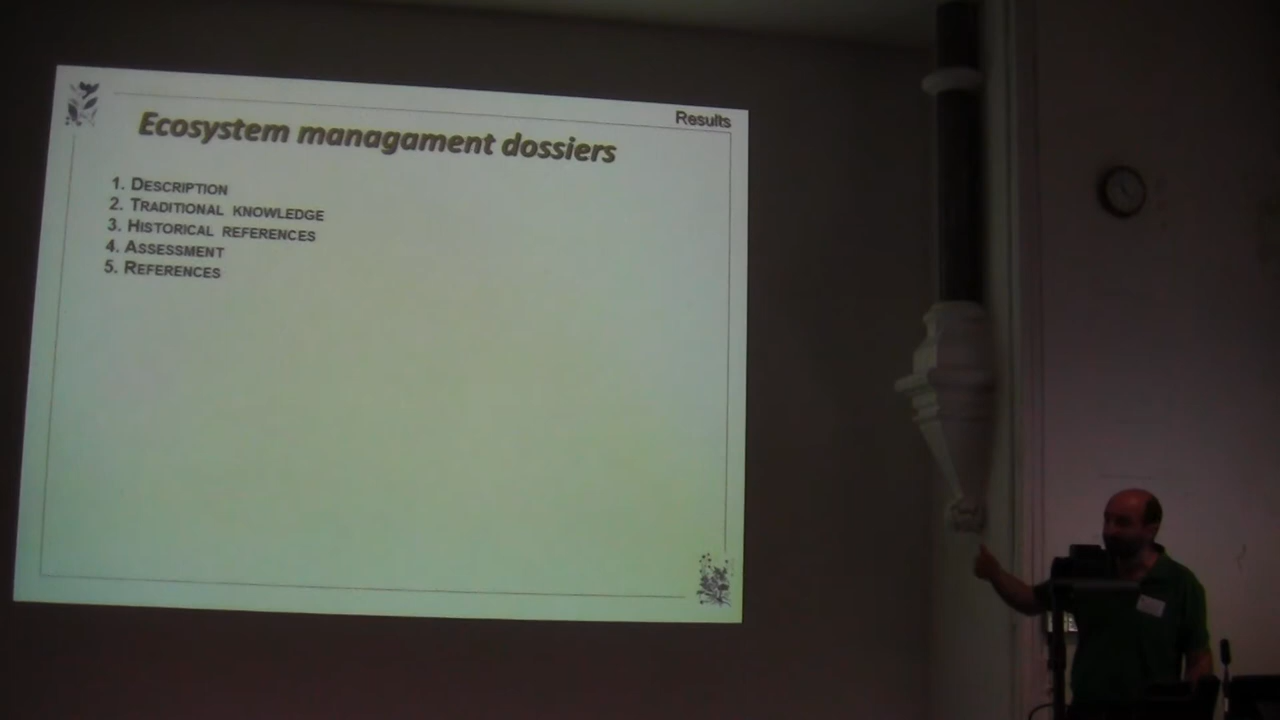 Results
Ecosystem managament dossiers
1. DESCRIPTION
2. TRADITIONAL KNOWLEDGE
3. HISTORICAL REFERENCES
4. ASSESSMENT
5. REFERENCES